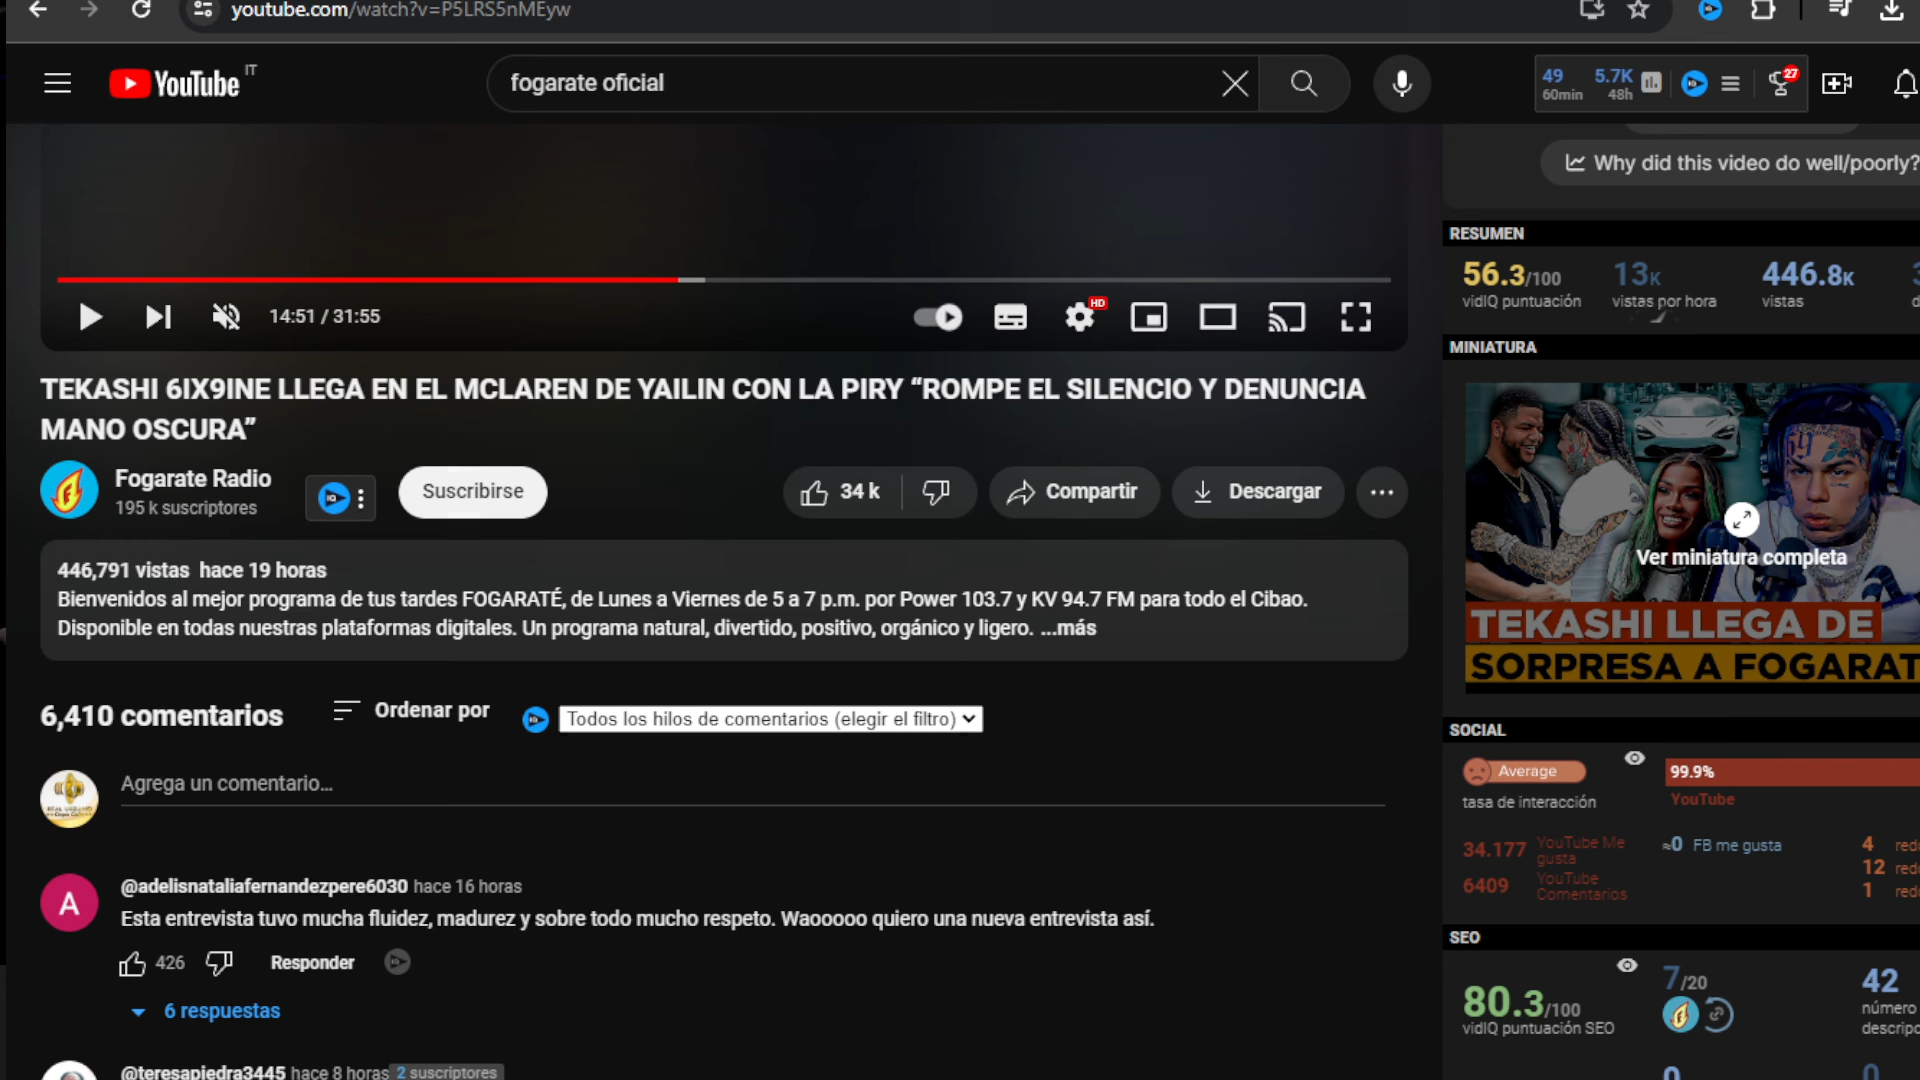 youtube.com/watch?v=P5LRS5nMEyw
YouTube IT
fogarate oficial
49
60min
5.7K
48h
27
Why did this video do well/poorly?
RESUMEN
56.3/100
vidIQ puntuación
13K
vistas por hora
446.8K
vistas
HD
14:51 / 31:55
MINIATURA
Ver miniatura completa
TEKASHI LLEGA DE
SORPRESA A FOGARAT
TEKASHI 6IX9INE LLEGA EN EL MCLAREN DE YAILIN CON LA PIRY “ROMPE EL SILENCIO Y DENUNCIA
MANO OSCURA”
Fogarate Radio
195 k suscriptores
Suscribirse
34 k
Compartir
Descargar
446,791 vistas hace 19 horas
Bienvenidos al mejor programa de tus tardes FOGARATÉ, de Lunes a Viernes de 5 a 7 p.m. por Power 103.7 y KV 94.7 FM para todo el Cibao.
Disponible en todas nuestras plataformas digitales. Un programa natural, divertido, positivo, orgánico y ligero. ...más
6,410 comentarios
Ordenar por
Todos los hilos de comentarios (elegir el filtro)
Agrega un comentario...
SOCIAL
Average
tasa de interacción
99.9%
YouTube
34.177 YouTube Me
gusta
6409 YouTube
Comentarios
≈0 FB me gusta
4
12
1
A
@adelisnataliafernandezpere6030 hace 16 horas
Esta entrevista tuvo mucha fluidez, madurez y sobre todo mucho respeto. Waooooo quiero una nueva entrevista así.
426
Responder
6 respuestas
SEO
80.3/100
vidIQ puntuación SEO
7/20
42
número
@teresapiedra3445 hace 8 horas 2 suscriptores
0
0